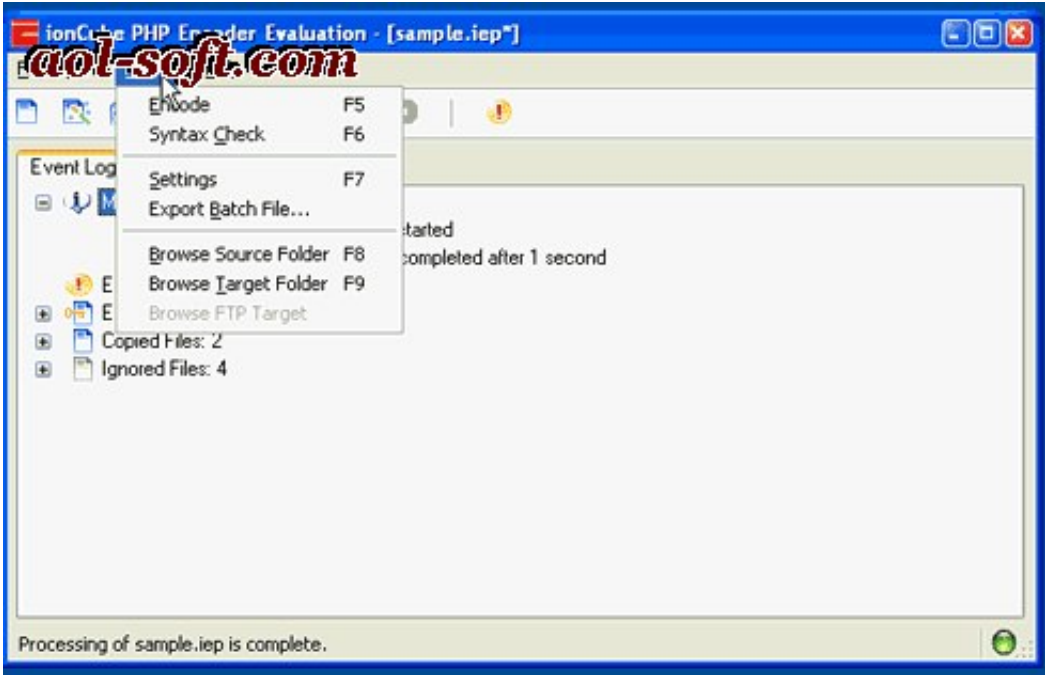 ionCube PHP Encoder Evaluation - [sample.iep*]
aol-soft.com
Encode F5
Syntax Check F6
Settings F7
Export Batch File...
Browse Source Folder F8
Browse Target Folder F9
Browse FTP Target
Event Log
M
started
completed after 1 second
E
E
Copied Files: 2
Ignored Files: 4
Processing of sample.iep is complete.